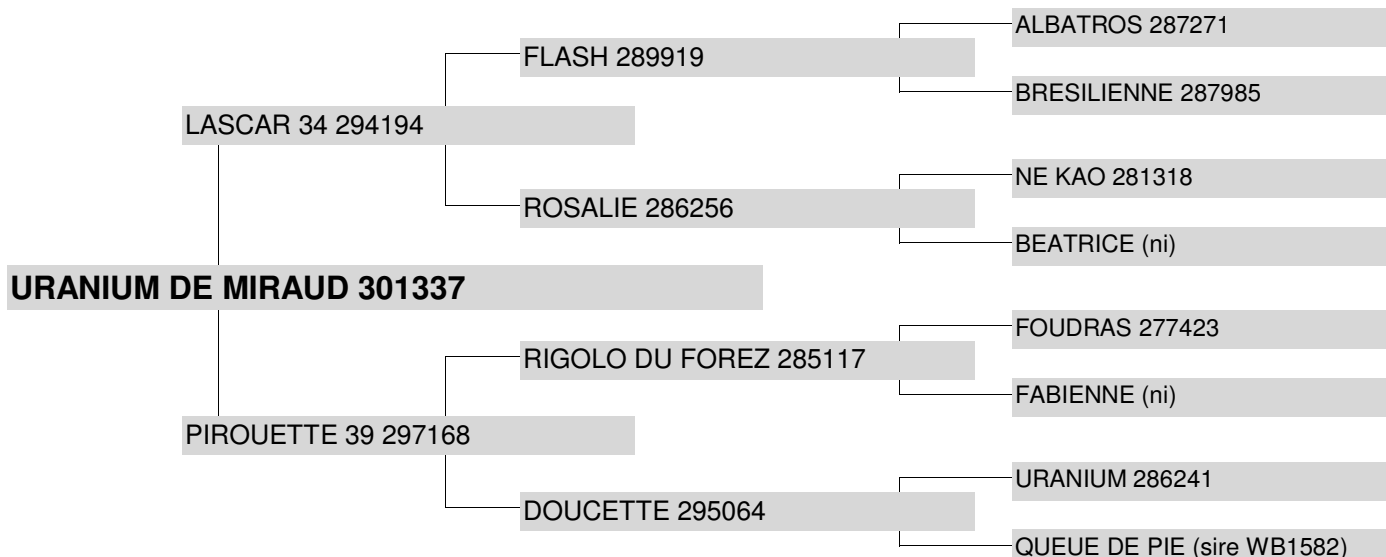 ALBATROS 287271
FLASH 289919
BRESILIENNE 287985
LASCAR 34 294194
NE KAO 281318
ROSALIE 286256
BEATRICE (ni)
URANIUM DE MIRAUD 301337
FOUDRAS 277423
RIGOLO DU FOREZ 285117
FABIENNE (ni)
PIROUETTE 39 297168
URANIUM 286241
DOUCETTE 295064
QUEUE DE PIE (sire WB1582)